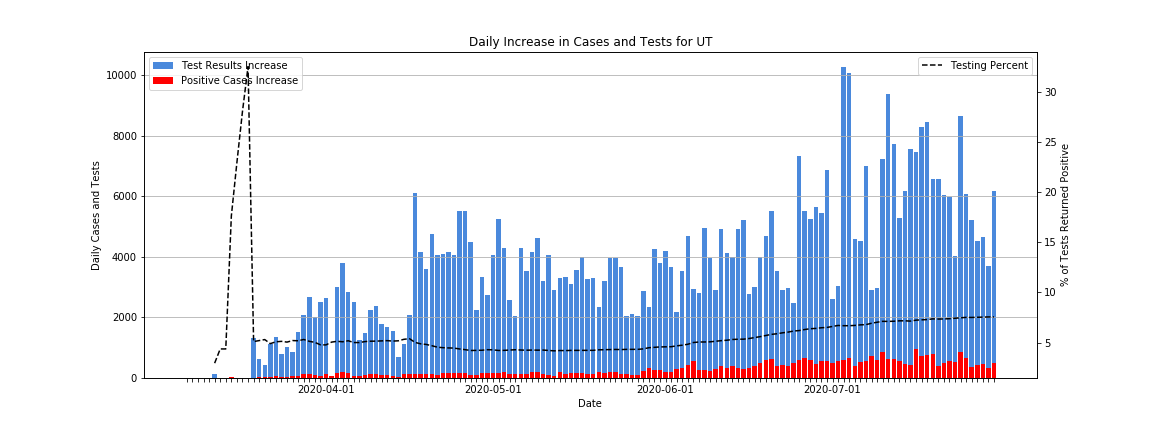 Daily Increase in Cases and Tests for UT
Test Results Increase
Positive Cases Increase
Testing Percent
10000
8000
6000
4000
2000
0
Daily Cases and Tests
30
25
20
15
10
5
% of Tests Returned Positive
2020-04-01
2020-05-01
2020-06-01
2020-07-01
Date